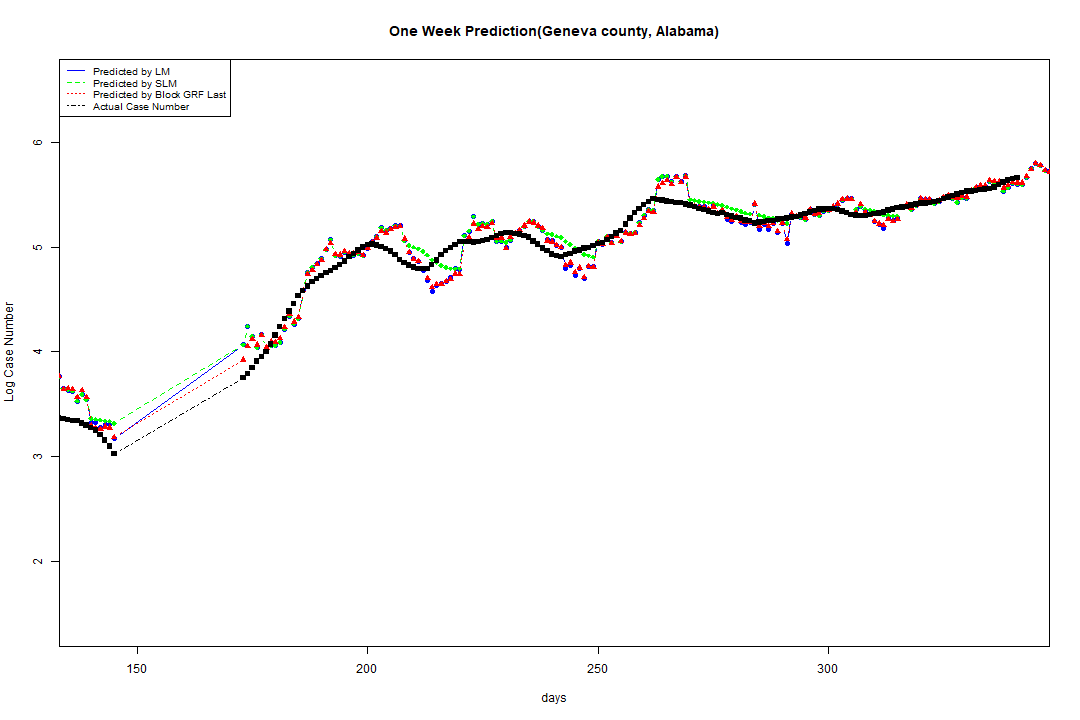 One Week Prediction(Geneva county, Alabama)
Predicted by LM
Predicted by SLM
Predicted by Block GRF Last
Actual Case Number
6
5
4
3
2
Log Case Number
150 200 250 300
days